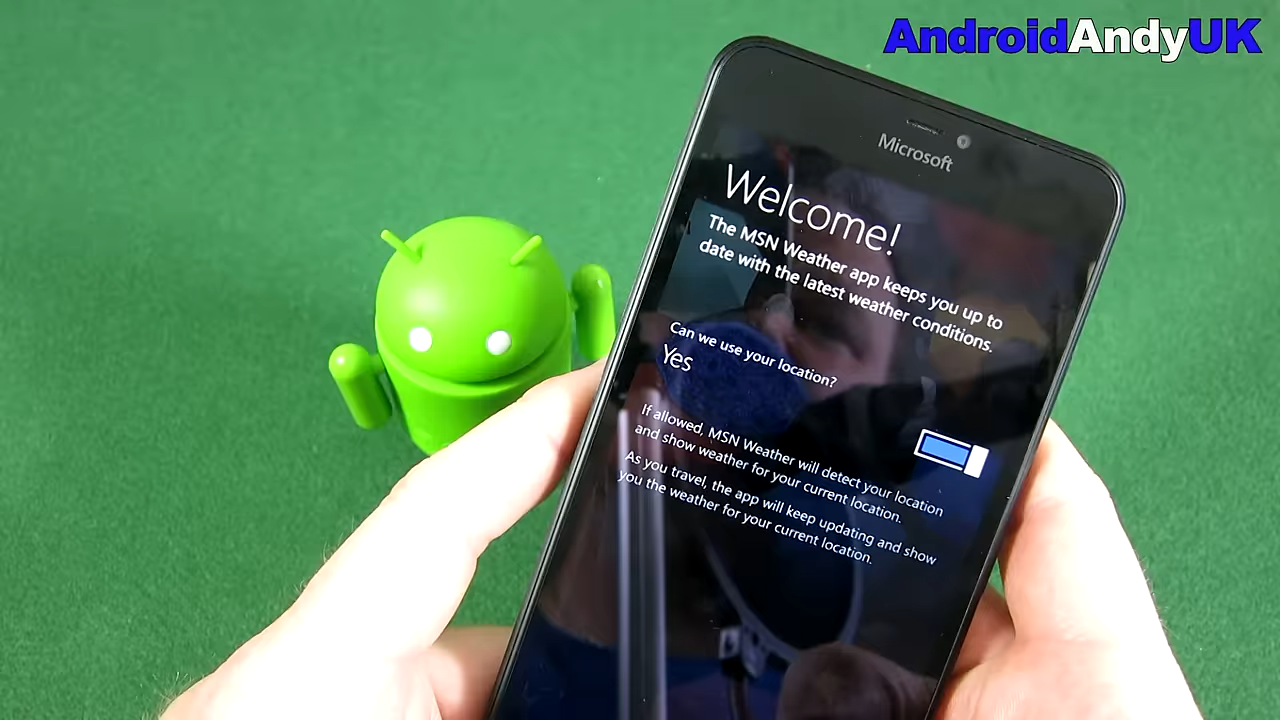 AndroidAndyUK
Microsoft
Welcome!
The MSN Weather app keeps you up to
date with the latest weather conditions.
Can we use your location?
Yes
If allowed, MSN Weather will detect your location
and show weather for your current location.
As you travel, the app will keep updating and show
you the weather for your current location.